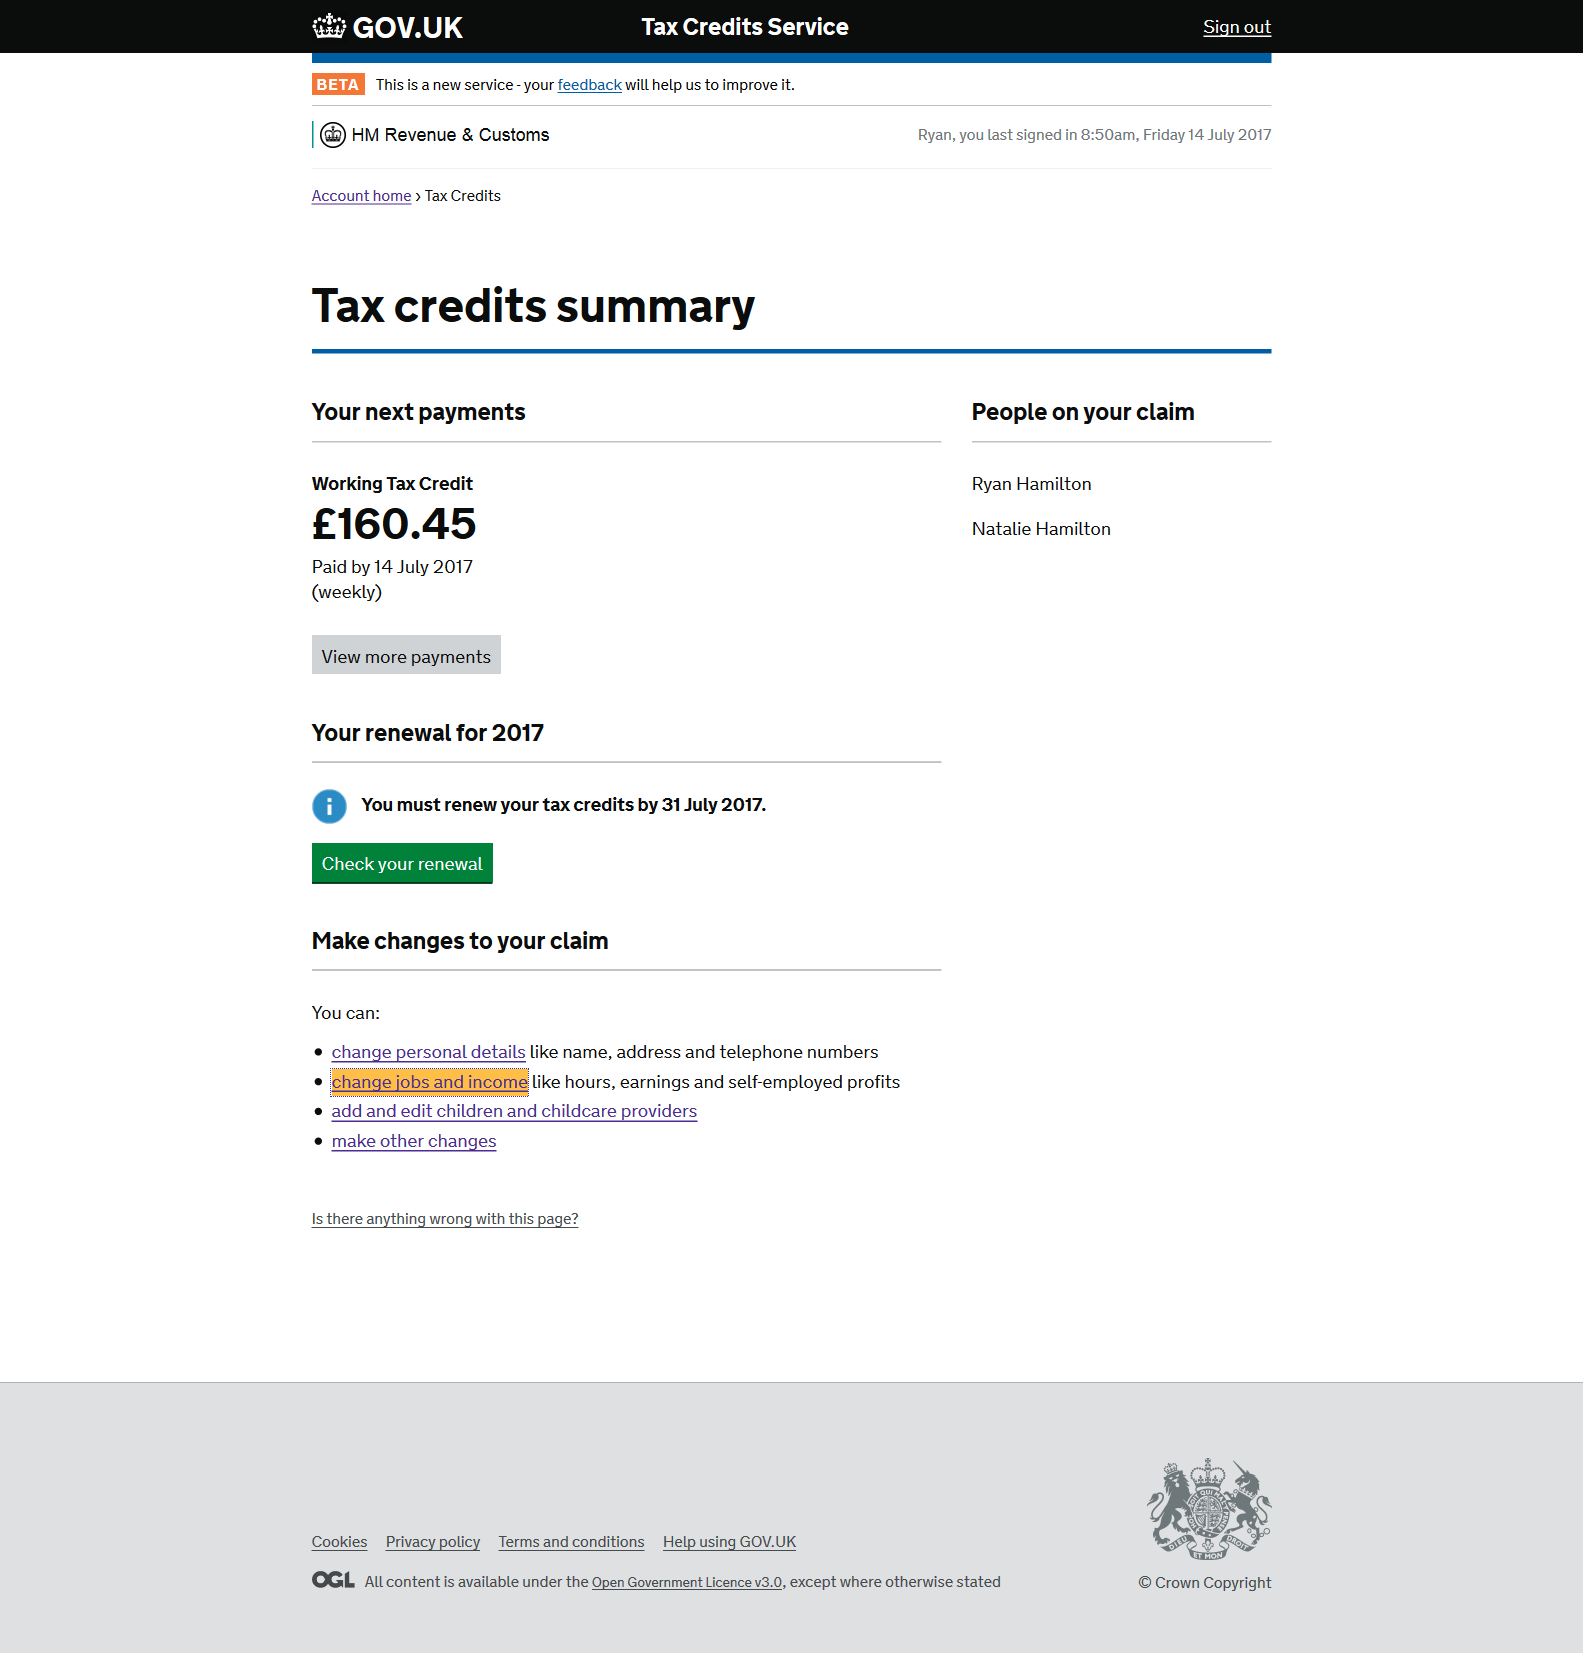 GOV.UK
Tax Credits Service
Sign out
BETA This is a new service - your feedback will help us to improve it.
HM Revenue & Customs
Ryan, you last signed in 8:50am, Friday 14 July 2017
Account home › Tax Credits
Tax credits summary
Your next payments
Working Tax Credit
£160.45
Paid by 14 July 2017
(weekly)
View more payments
People on your claim
Ryan Hamilton
Natalie Hamilton
Your renewal for 2017
You must renew your tax credits by 31 July 2017.
Check your renewal
Make changes to your claim
You can:
change personal details like name, address and telephone numbers
change jobs and income like hours, earnings and self-employed profits
add and edit children and childcare providers
make other changes
Is there anything wrong with this page?
Cookies Privacy policy Terms and conditions Help using GOV.UK
OGL All content is available under the Open Government Licence v3.0, except where otherwise stated
DIEU ET MON DROIT
© Crown Copyright